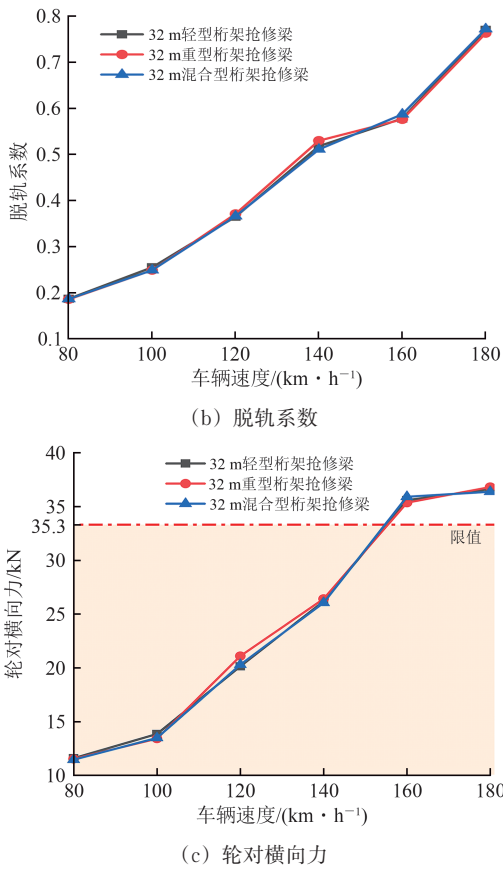 0.8
0.7
0.6
0.5
0.4
0.3
0.2
0.1
脱轨系数
32 m轻型桁架抢修梁
32 m重型桁架抢修梁
32 m混合型桁架抢修梁
80 100 120 140 160 180
车辆速度/(km·h⁻¹)
(b) 脱轨系数
40
35
35.3
30
25
20
15
10
轮对横向力/kN
32 m轻型桁架抢修梁
32 m重型桁架抢修梁
32 m混合型桁架抢修梁
限值
80 100 120 140 160 180
车辆速度/(km·h⁻¹)
(c) 轮对横向力